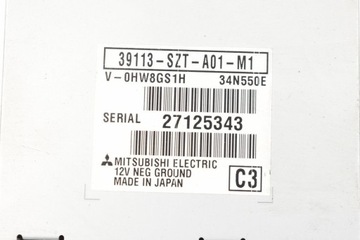 39113-SZT-A01-M1
V-0HW8GS1H 34N550E
SERIAL 27125343
MITSUBISHI ELECTRIC
12V NEG GROUND
MADE IN JAPAN
C3